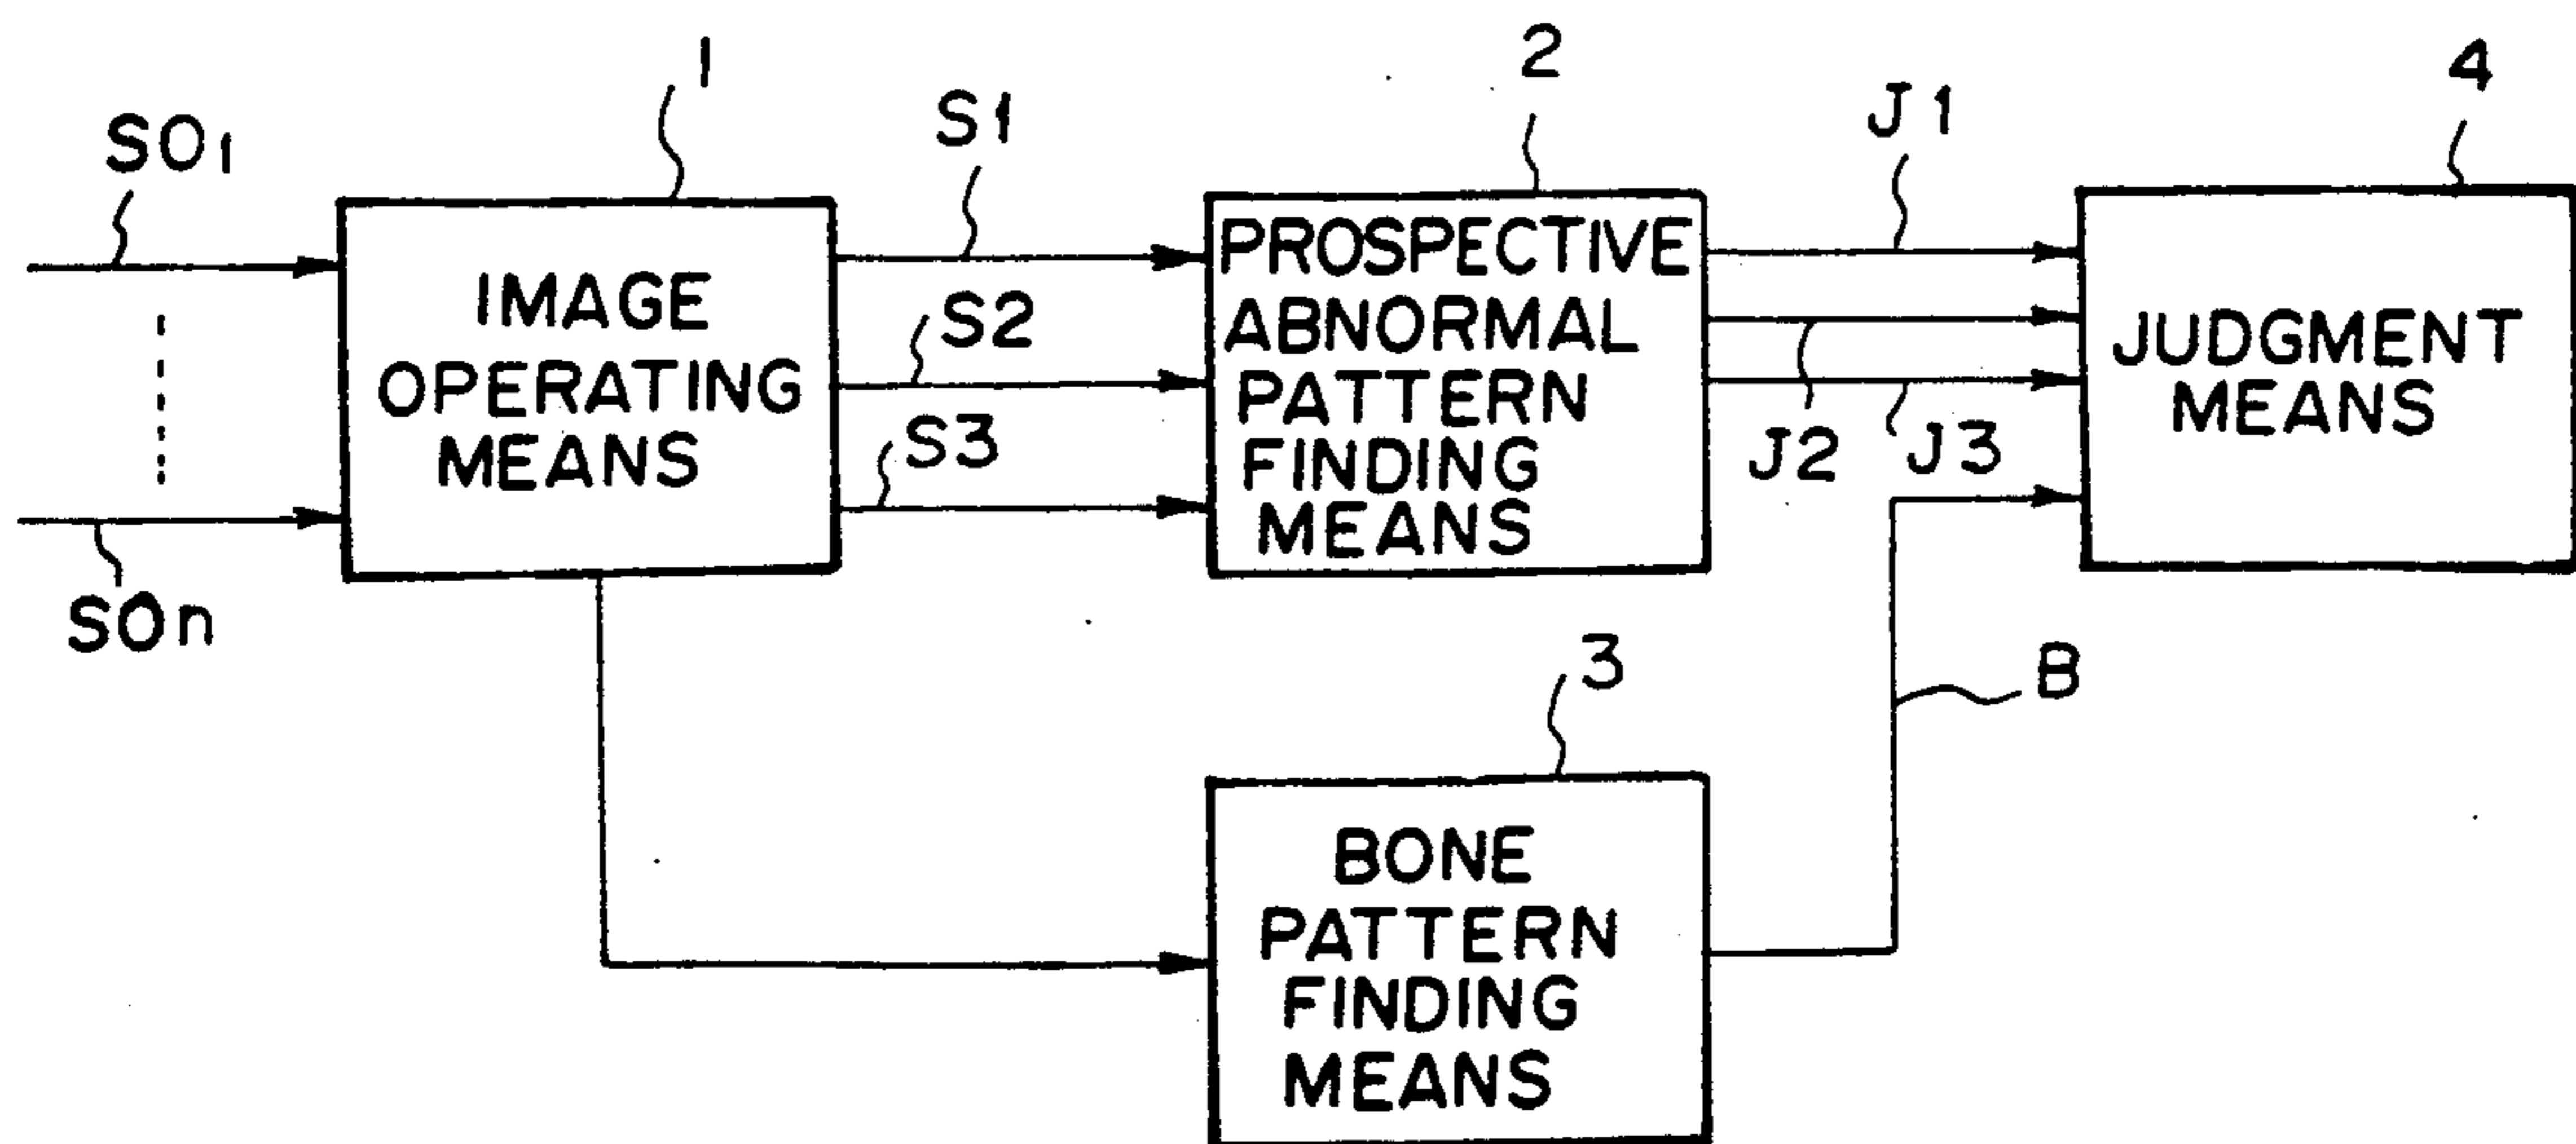 1
2
4
SO1
S1
J1
IMAGE
OPERATING
MEANS
S2
S3
SOn
PROSPECTIVE
ABNORMAL
PATTERN
FINDING
MEANS
J2
J3
JUDGMENT
MEANS
B
3
BONE
PATTERN
FINDING
MEANS